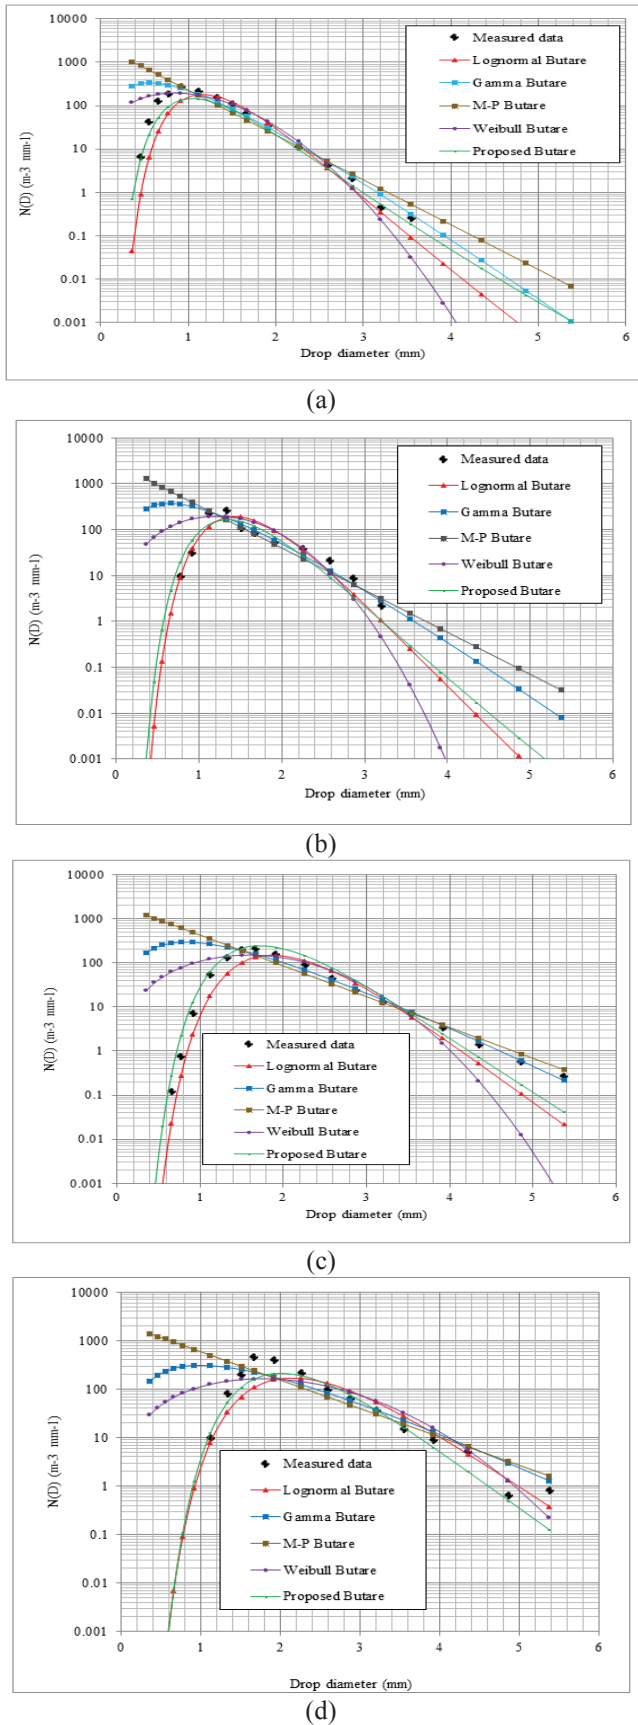 10000
1000
100
10
1
0.1
0.01
0.001
N(D) (m-3 mm-1)
Measured data
Lognormal Butare
Gamma Butare
M-P Butare
Weibull Butare
Proposed Butare
0 1 2 3 4 5 6
Drop diameter (mm)
(a)
10000
1000
100
10
1
0.1
0.01
0.001
N(D) (m-3 mm-1)
Measured data
Lognormal Butare
Gamma Butare
M-P Butare
Weibull Butare
Proposed Butare
0 1 2 3 4 5 6
Drop diameter (mm)
(b)
10000
1000
100
10
1
0.1
0.01
0.001
N(D) (m-3 mm-1)
Measured data
Lognormal Butare
Gamma Butare
M-P Butare
Weibull Butare
Proposed Butare
0 1 2 3 4 5 6
Drop diameter (mm)
(c)
10000
1000
100
10
1
0.1
0.01
0.001
N(D) (m-3 mm-1)
Measured data
Lognormal Butare
Gamma Butare
M-P Butare
Weibull Butare
Proposed Butare
0 1 2 3 4 5 6
Drop diameter (mm)
(d)